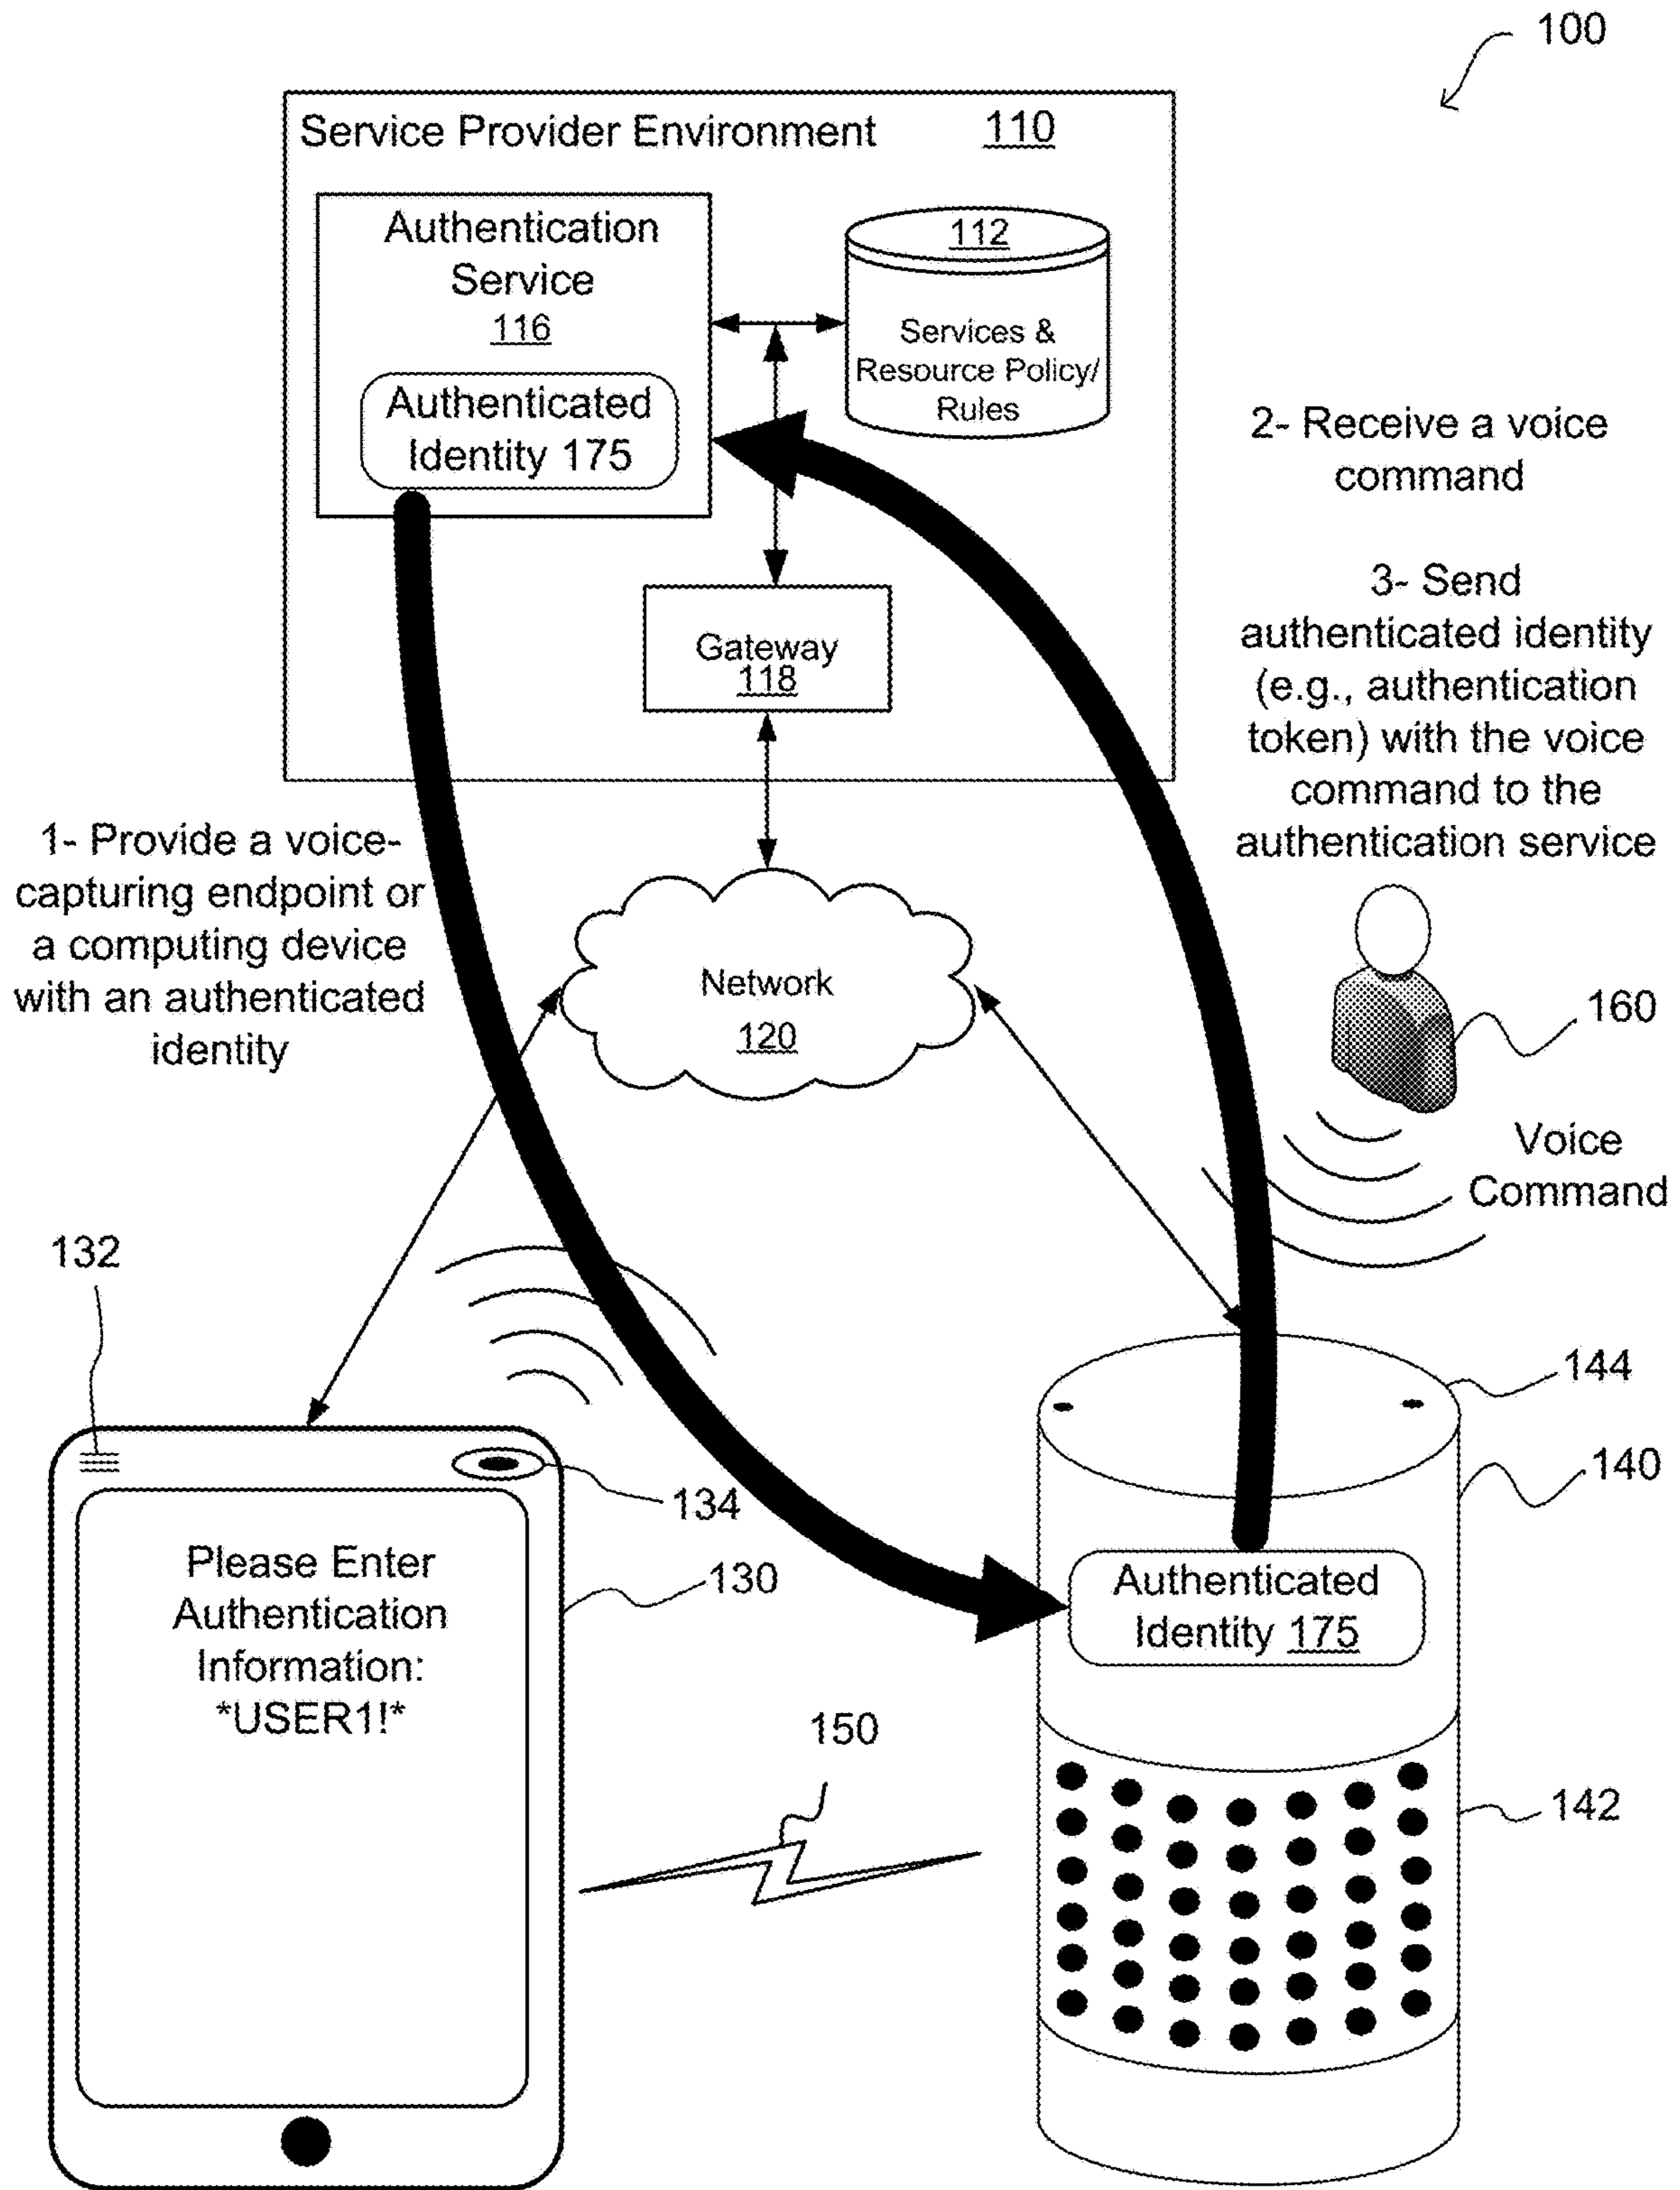 100
Service Provider Environment 110
Authentication
Service
116
Authenticated
Identity 175
112
Services &
Resource Policy/
Rules
Gateway
118
2- Receive a voice
command
3- Send
authenticated identity
(e.g., authentication
token) with the voice
command to the
authentication service
1- Provide a voice-
capturing endpoint or
a computing device
with an authenticated
identity
Network
120
160
Voice
Command
132
134
130
Please Enter
Authentication
Information:
*USER1!*
144
140
Authenticated
Identity 175
150
142